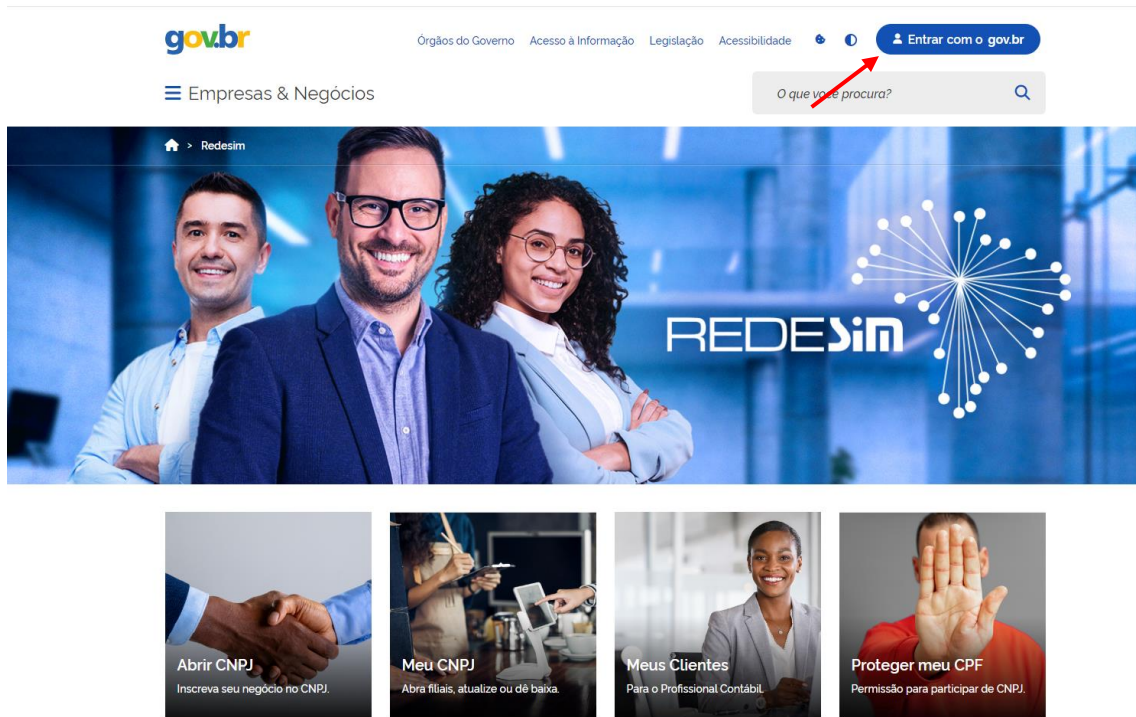 gov.br
Órgãos do Governo Acesso à Informação Legislação Acessibilidade Entrar com o gov.br
Empresas & Negócios O que você procura?
> Redesim
REDESIM
Abrir CNPJ
Inscreva seu negócio no CNPJ.
Meu CNPJ
Abra filiais, atualize ou dê baixa.
Meus Clientes
Para o Profissional Contábil.
Proteger meu CPF
Permissão para participar de CNPJ.